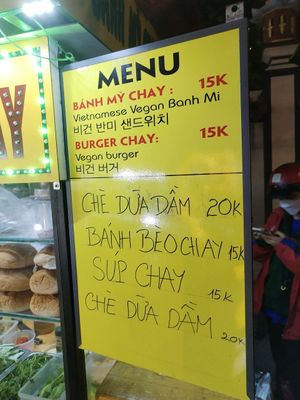 MENU
BÁNH MỲ CHAY: 15K
Vietnamese Vegan Banh Mi
비건 반미 샌드위치
BURGER CHAY: 15K
Vegan burger
비건 버거
CHÈ DỪA DẦM 20K
BÁNH BÈO CHAY 15K
SÚP CHAY 15K
CHÈ DỪA DẦM 20K
AY